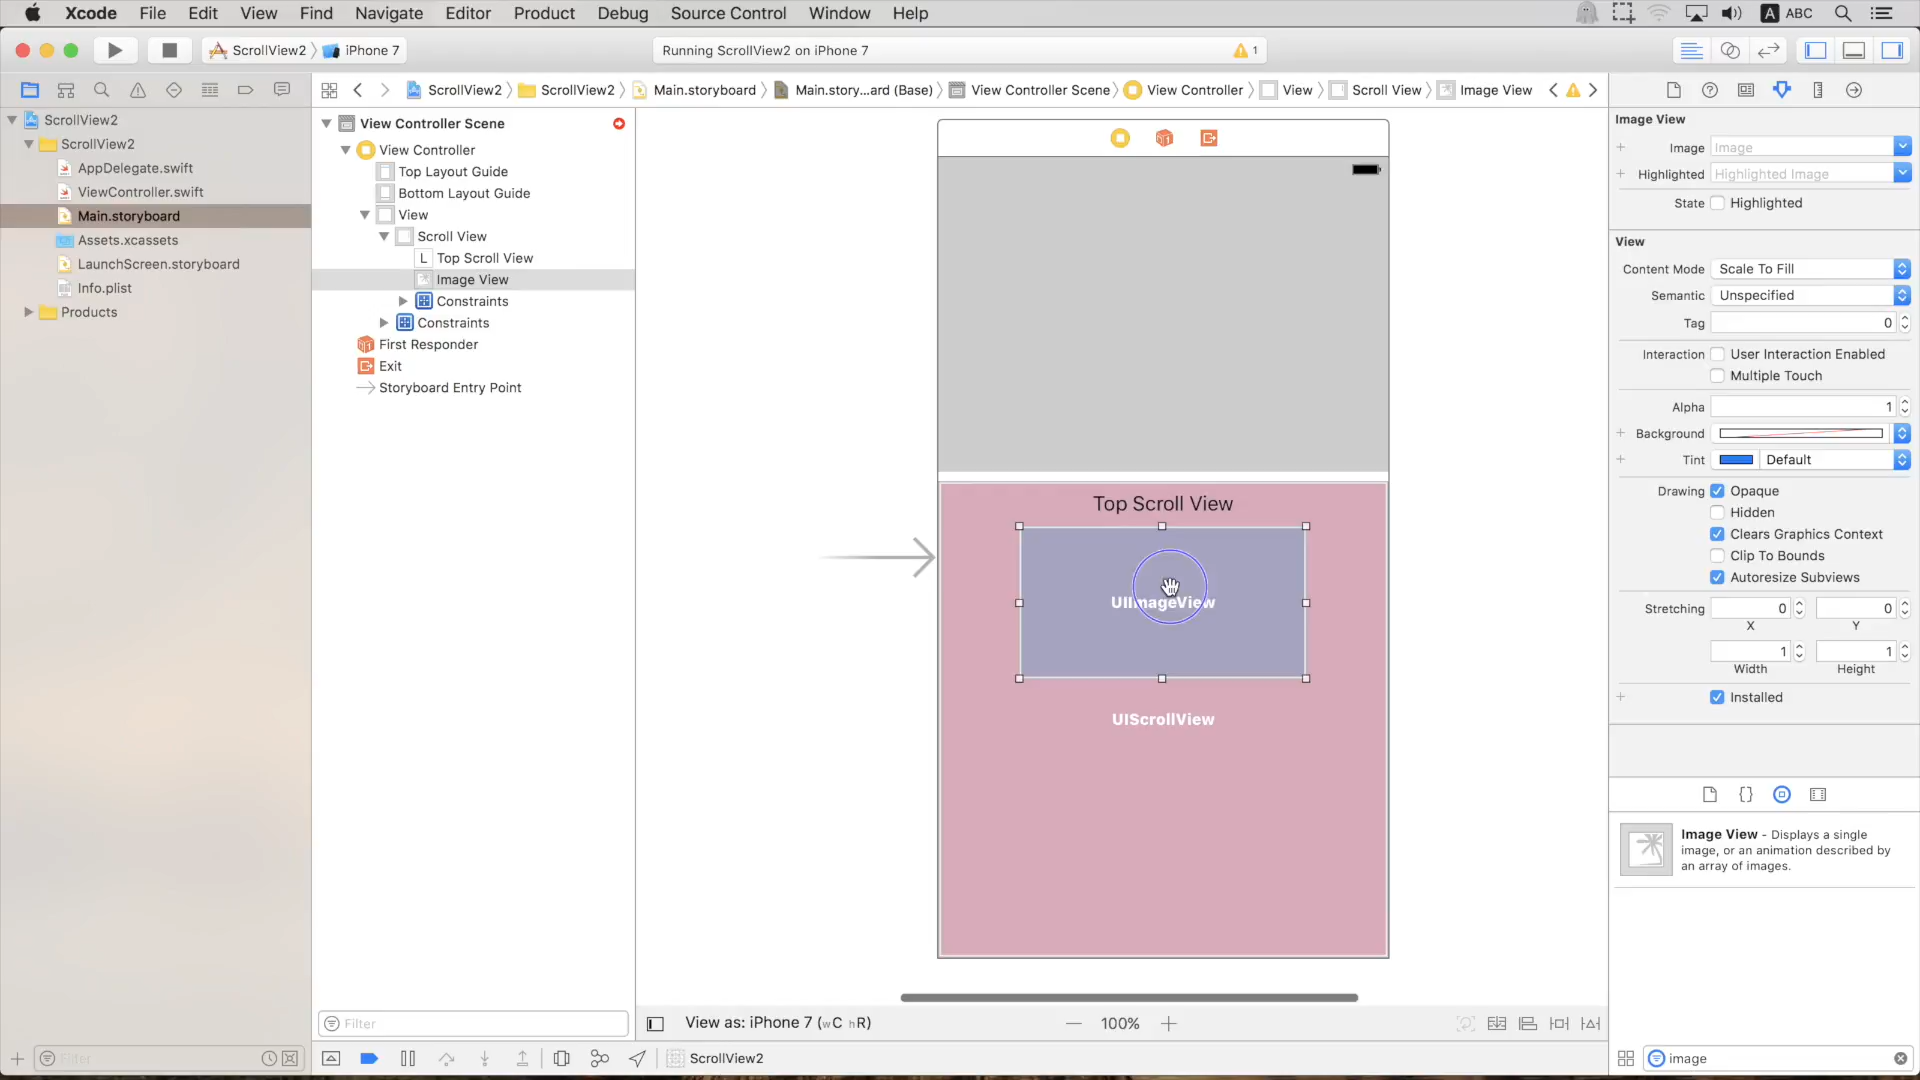 Xcode File Edit View Find Navigate Editor Product Debug Source Control Window Help A ABC
ScrollView2 iPhone 7 Running ScrollView2 on iPhone 7 1
ScrollView2 ScrollView2 Main.storyboard Main.story...ard (Base) View Controller Scene View Controller View Scroll View Image View
ScrollView2
ScrollView2
AppDelegate.swift
ViewController.swift
Main.storyboard
Assets.xcassets
LaunchScreen.storyboard
Info.plist
Products
Filter
View Controller Scene
View Controller
Top Layout Guide
Bottom Layout Guide
View
Scroll View
L Top Scroll View
Image View
Constraints
Constraints
First Responder
Exit
Storyboard Entry Point
Filter
Top Scroll View
UIImageView
UIScrollView
View as: iPhone 7 (wC hR)
100%
ScrollView2
Image View
Image Image
Highlighted Highlighted Image
State Highlighted
View
Content Mode Scale To Fill
Semantic Unspecified
Tag 0
Interaction User Interaction Enabled
Multiple Touch
Alpha 1
Background
Tint Default
Drawing Opaque
Hidden
Clears Graphics Context
Clip To Bounds
Autoresize Subviews
Stretching 0 0
X Y
1 1
Width Height
Installed
{}
Image View - Displays a single
image, or an animation described by
an array of images.
image